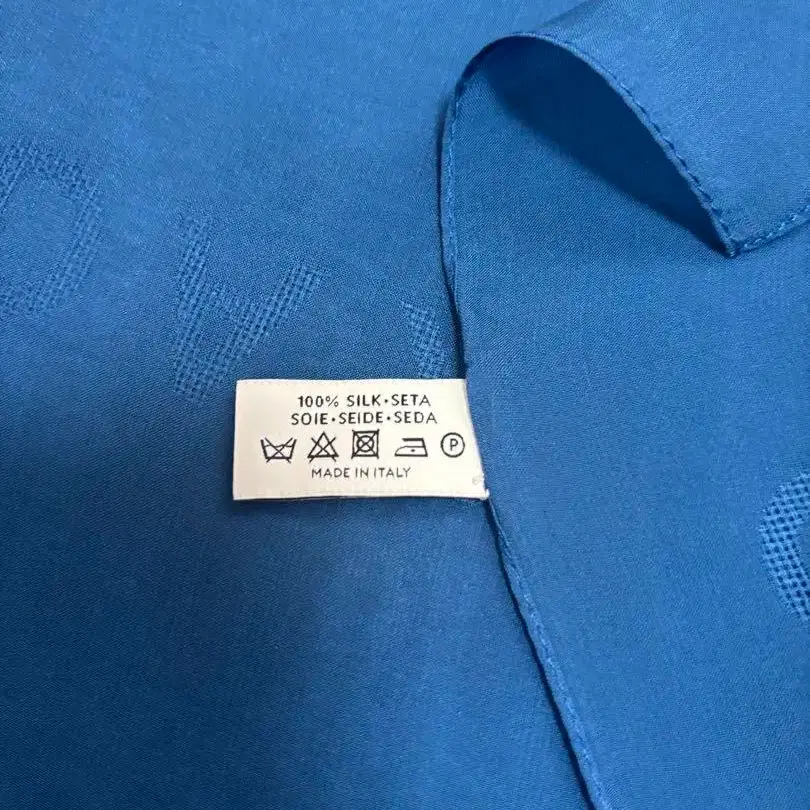 100% SILK•SETA
SOIE•SEIDE•SEDA
P
MADE IN ITALY